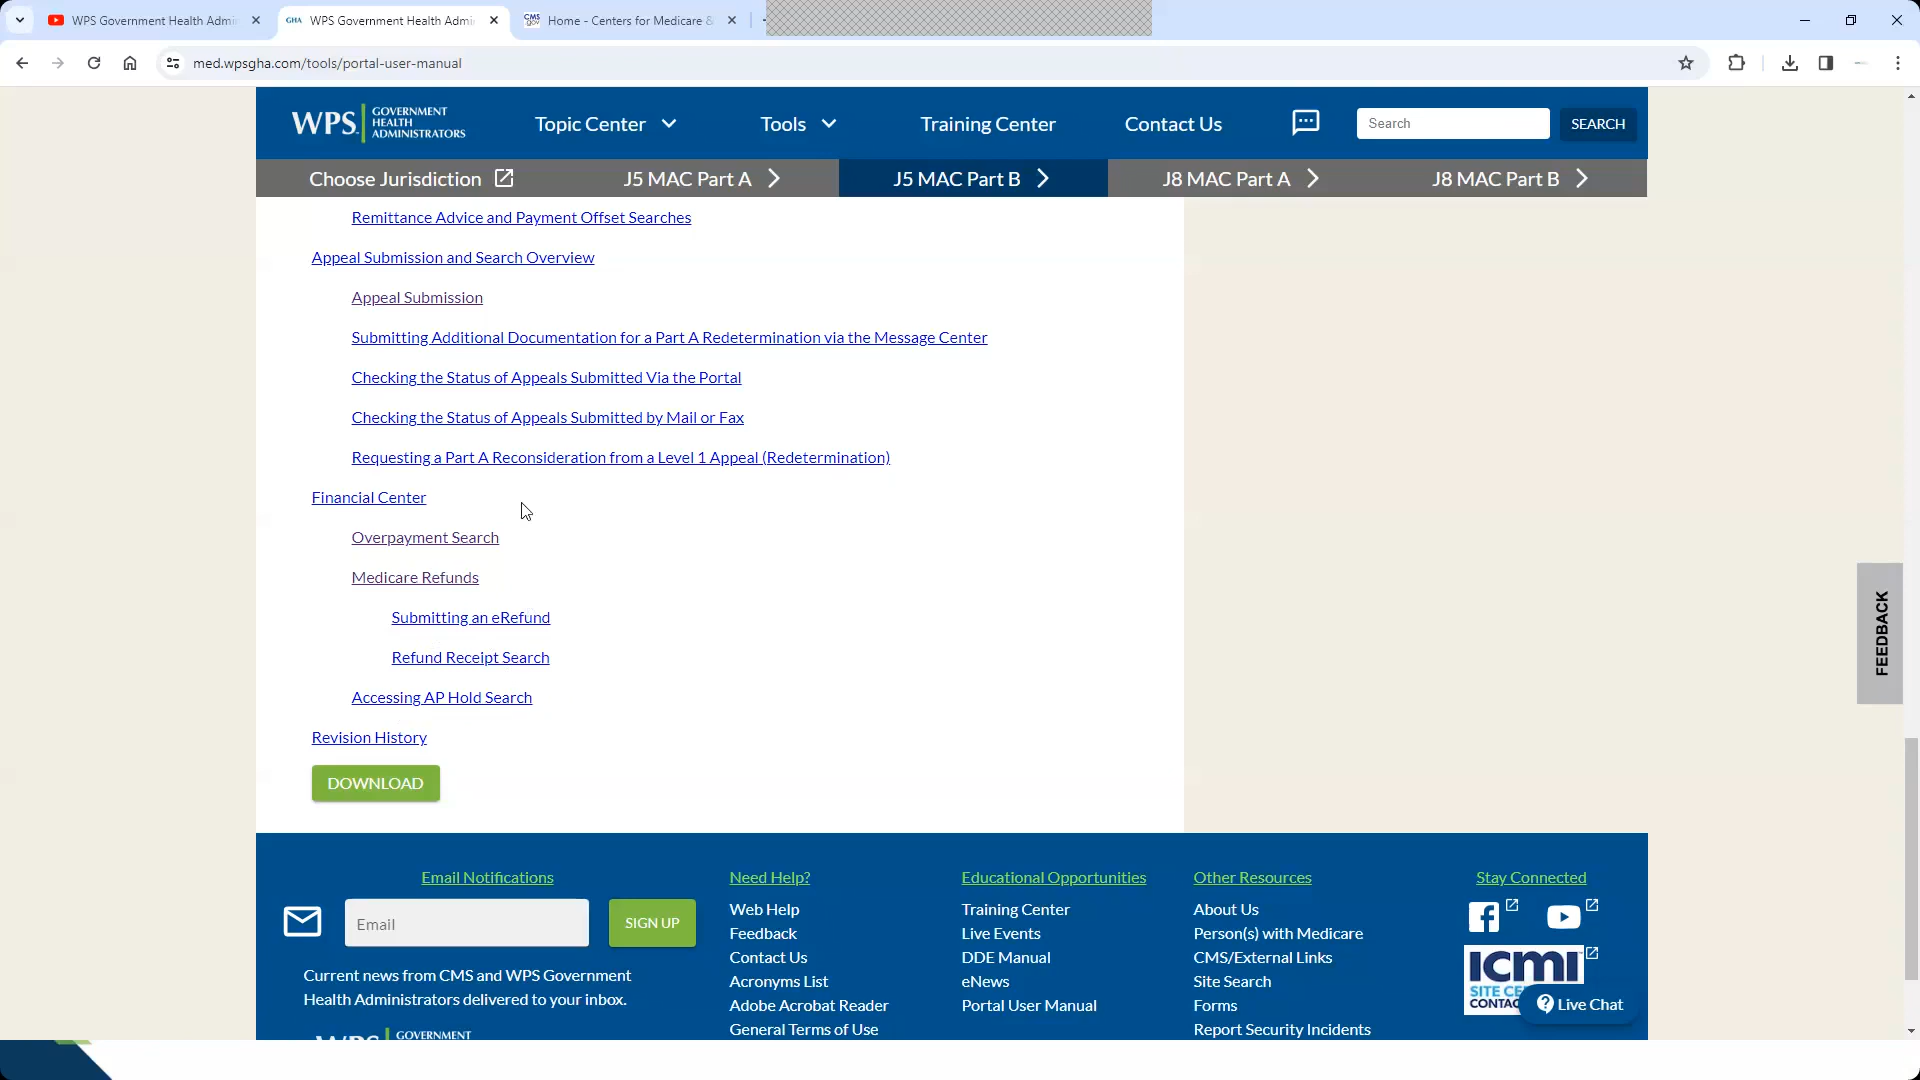 WPS Government Health Admi
WPS Government Health Admi
Home - Centers for Medicare &
med.wpsgha.com/tools/portal-user-manual
WPS GOVERNMENT
HEALTH
ADMINISTRATORS
Topic Center
Tools
Training Center
Contact Us
Search
SEARCH
Choose Jurisdiction
J5 MAC Part A
J5 MAC Part B
J8 MAC Part A
J8 MAC Part B
Remittance Advice and Payment Offset Searches
Appeal Submission and Search Overview
Appeal Submission
Submitting Additional Documentation for a Part A Redetermination via the Message Center
Checking the Status of Appeals Submitted Via the Portal
Checking the Status of Appeals Submitted by Mail or Fax
Requesting a Part A Reconsideration from a Level 1 Appeal (Redetermination)
Financial Center
Overpayment Search
Medicare Refunds
Submitting an eRefund
Refund Receipt Search
Accessing AP Hold Search
Revision History
DOWNLOAD
FEEDBACK
Email Notifications
Email
SIGN UP
Current news from CMS and WPS Government
Health Administrators delivered to your inbox.
GOVERNMENT
Need Help?
Web Help
Feedback
Contact Us
Acronyms List
Adobe Acrobat Reader
General Terms of Use
Educational Opportunities
Training Center
Live Events
DDE Manual
eNews
Portal User Manual
Other Resources
About Us
Person(s) with Medicare
CMS/External Links
Site Search
Forms
Report Security Incidents
Stay Connected
ICMI
SITE CE
CONTAC
Live Chat